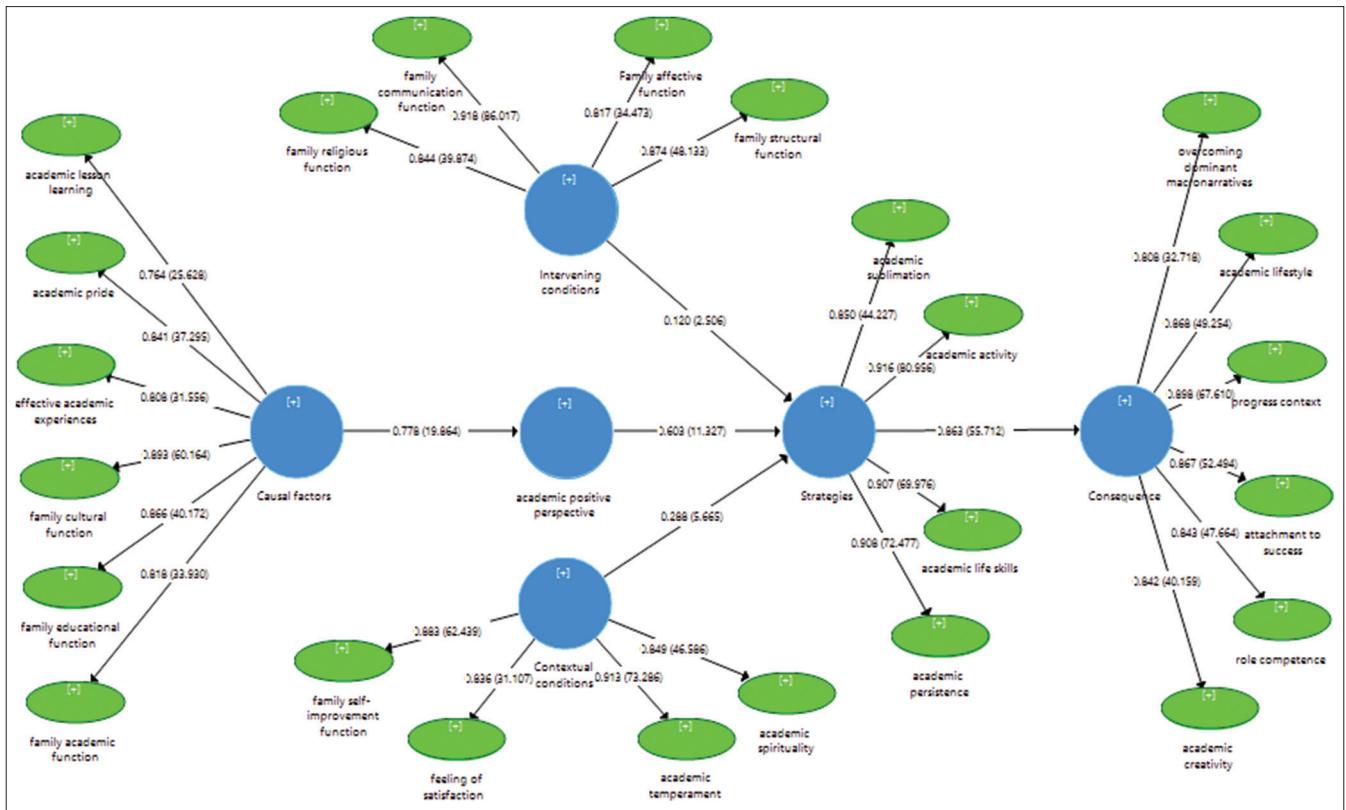 [+]
family
communication
function
0.918 (86.017)
[+]
Family affective
function
0.817 (34.473)
[+]
family religious
function
0.844 (39.874)
[+]
family structural
function
0.874 (48.133)
[+]
Intervening
conditions
0.120 (2.506)
[+]
academic lesson
learning
0.764 (25.628)
[+]
academic pride
0.841 (37.295)
[+]
effective academic
experiences
0.808 (31.556)
[+]
family cultural
function
0.893 (60.164)
[+]
family educational
function
0.866 (40.172)
[+]
family academic
function
0.818 (33.930)
[+]
Causal factors
0.778 (19.864)
[+]
academic positive
perspective
0.603 (11.327)
[+]
Contextual
conditions
0.288 (5.665)
[+]
family self-
improvement
function
0.883 (62.439)
[+]
feeling of
satisfaction
0.836 (31.107)
[+]
academic
temperament
0.913 (73.286)
[+]
academic
spirituality
0.849 (46.586)
[+]
Strategies
0.863 (55.712)
[+]
academic
sublimation
0.850 (44.227)
[+]
academic activity
0.916 (80.956)
[+]
academic life skills
0.907 (69.976)
[+]
academic
persistence
0.908 (72.477)
[+]
Consequence
[+]
overcoming
dominant
macronarratives
0.808 (32.718)
[+]
academic lifestyle
0.868 (49.254)
[+]
progress context
0.898 (67.610)
[+]
attachment to
success
0.867 (52.494)
[+]
role competence
0.843 (47.664)
[+]
academic
creativity
0.842 (40.159)